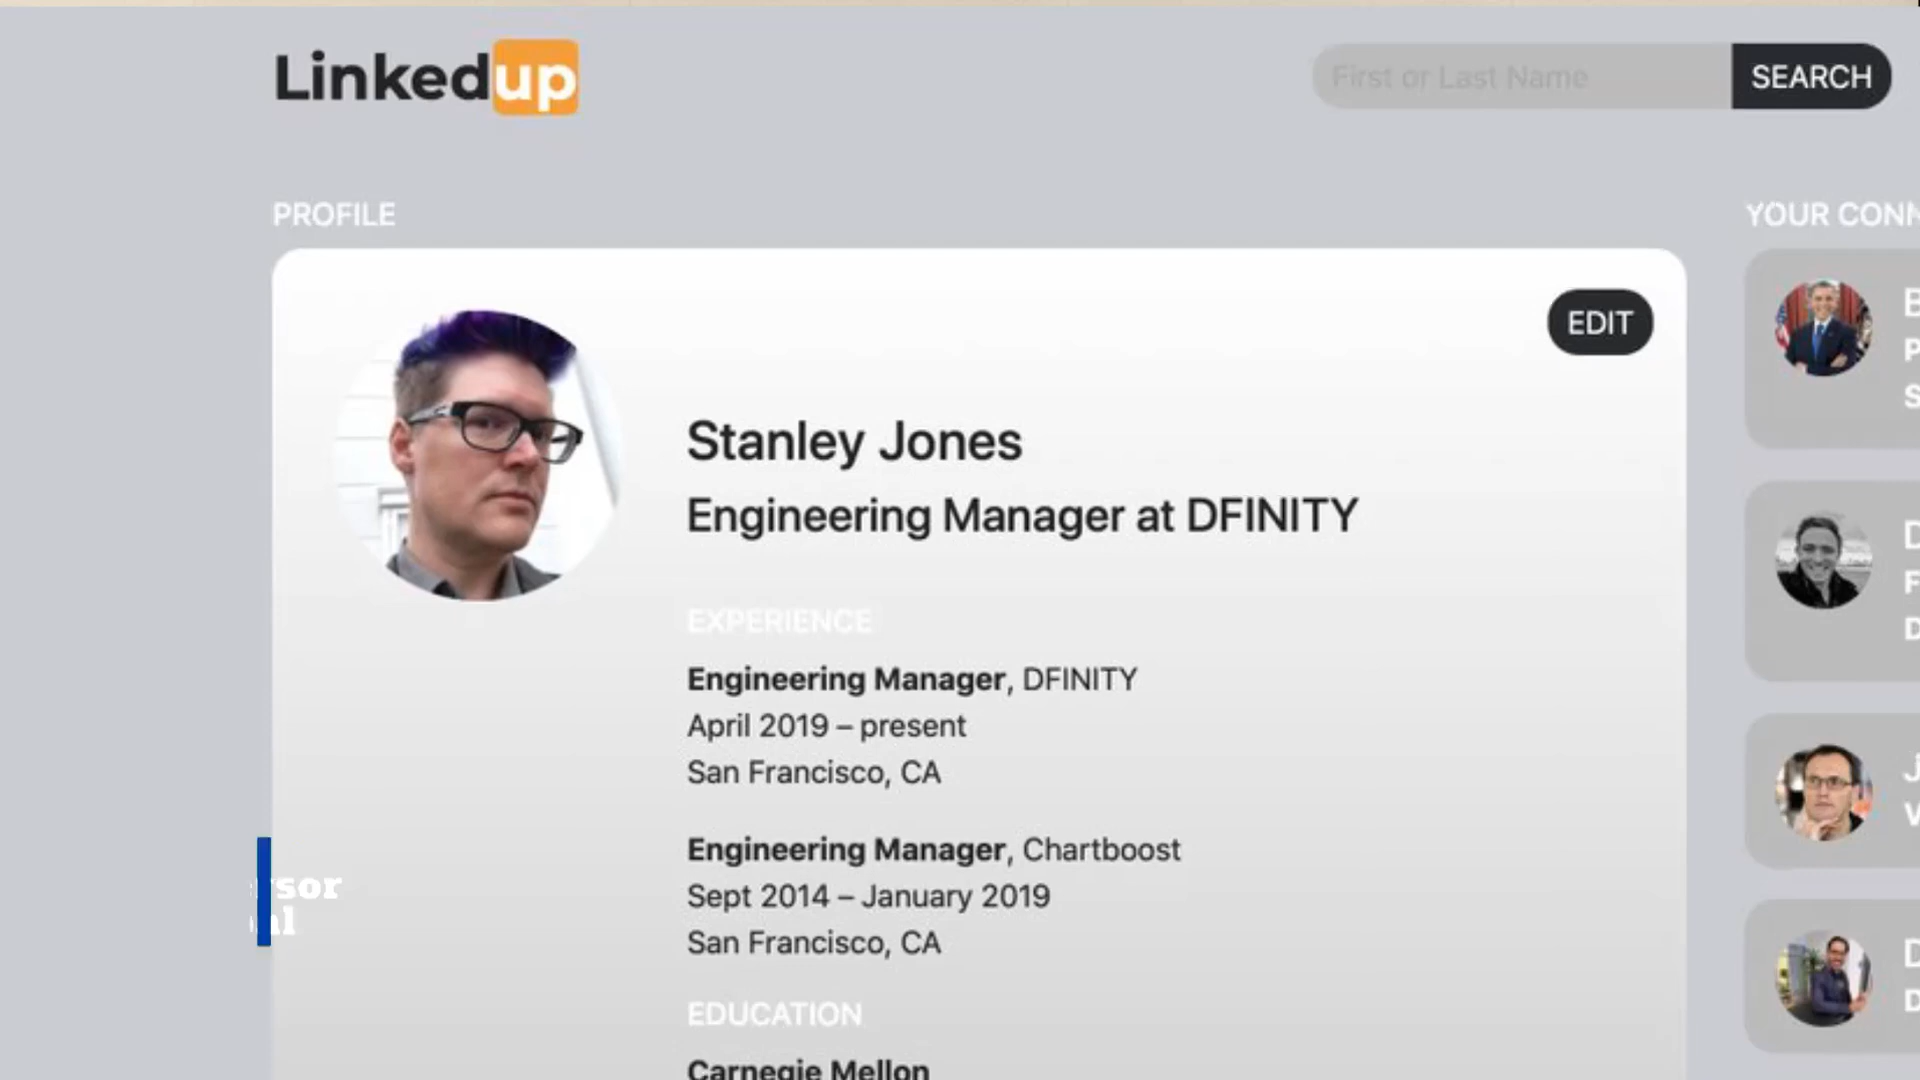 Linkedup
First or Last Name
SEARCH
PROFILE
YOUR CONN
EDIT
Stanley Jones
Engineering Manager at DFINITY
EXPERIENCE
Engineering Manager, DFINITY
April 2019 – present
San Francisco, CA
Engineering Manager, Chartboost
Sept 2014 – January 2019
San Francisco, CA
EDUCATION
Carnegie Mellon